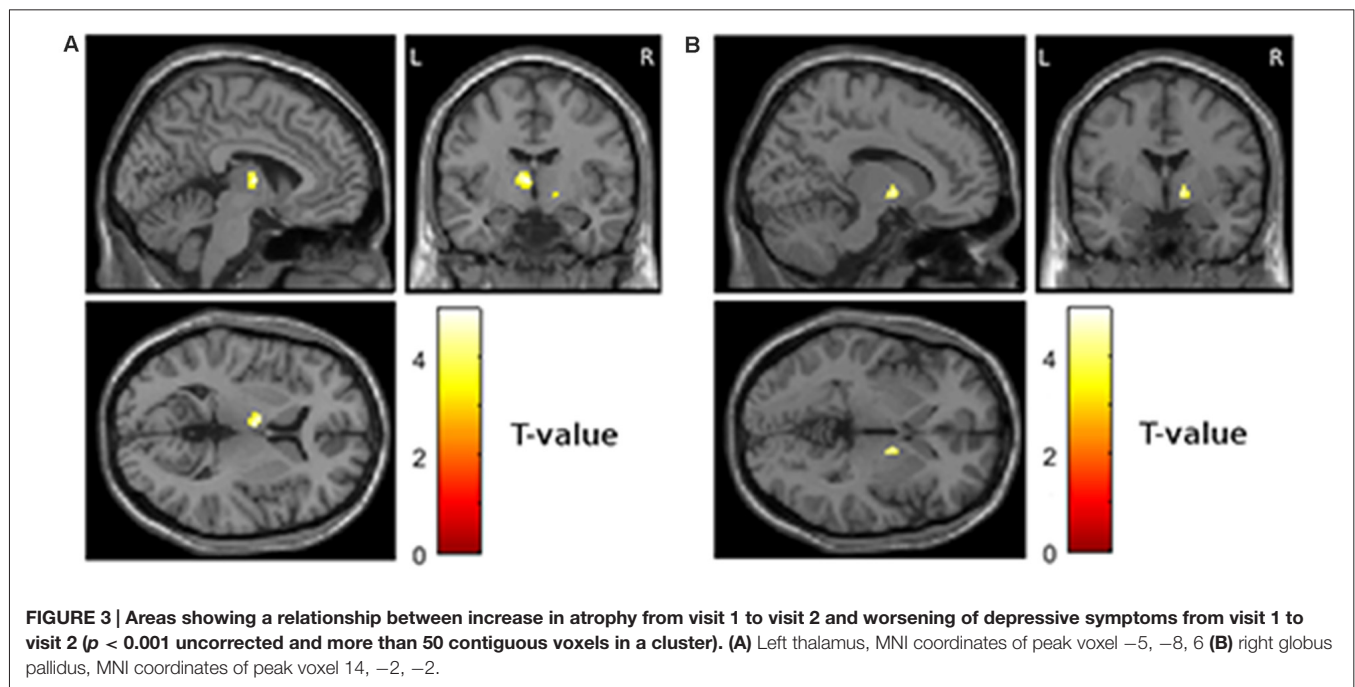 A
L
R
B
L
R
4
2
0
T-value
4
2
0
T-value
FIGURE 3 | Areas showing a relationship between increase in atrophy from visit 1 to visit 2 and worsening of depressive symptoms from visit 1 to
visit 2 (p < 0.001 uncorrected and more than 50 contiguous voxels in a cluster). (A) Left thalamus, MNI coordinates of peak voxel −5, −8, 6 (B) right globus
pallidus, MNI coordinates of peak voxel 14, −2, −2.